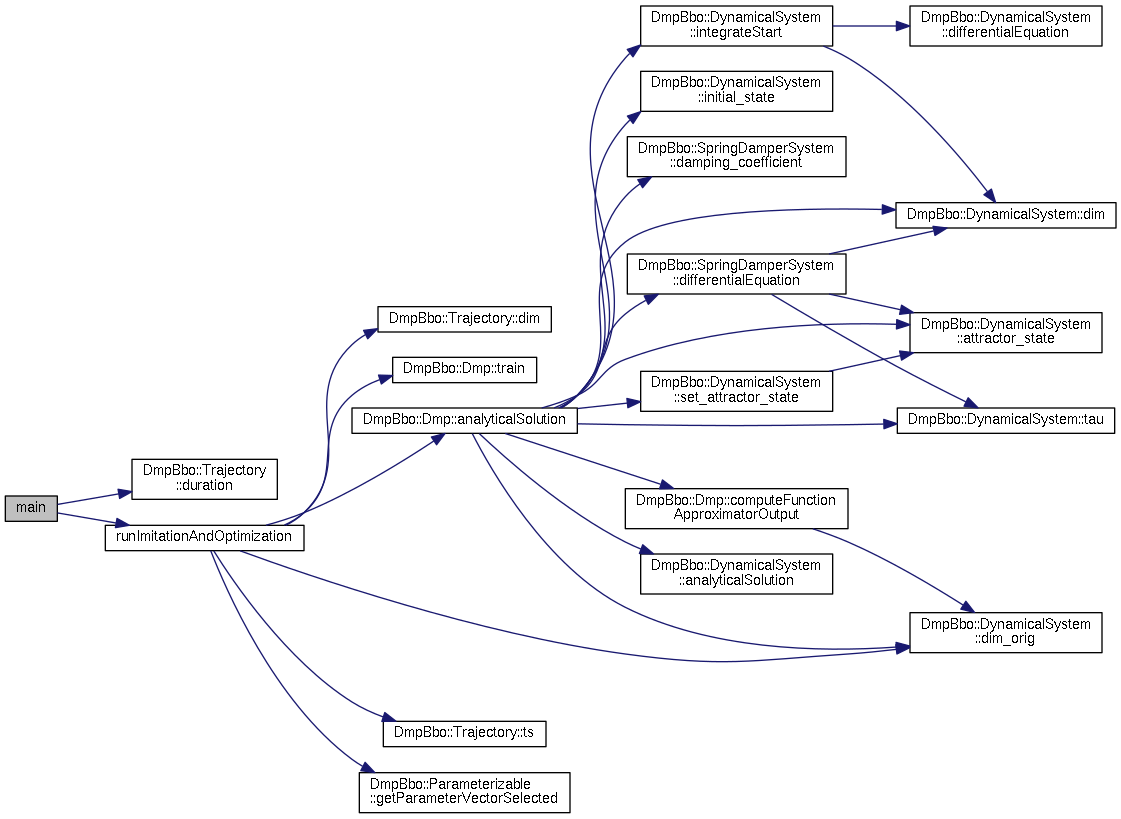 main
DmpBbo::Trajectory
::duration
runImitationAndOptimization
DmpBbo::Trajectory::dim
DmpBbo::Dmp::train
DmpBbo::Dmp::analyticalSolution
DmpBbo::Trajectory::ts
DmpBbo::Parameterizable
::getParameterVectorSelected
DmpBbo::DynamicalSystem
::integrateStart
DmpBbo::DynamicalSystem
::initial_state
DmpBbo::SpringDamperSystem
::damping_coefficient
DmpBbo::SpringDamperSystem
::differentialEquation
DmpBbo::DynamicalSystem
::set_attractor_state
DmpBbo::Dmp::computeFunction
ApproximatorOutput
DmpBbo::DynamicalSystem
::analyticalSolution
DmpBbo::DynamicalSystem
::differentialEquation
DmpBbo::DynamicalSystem::dim
DmpBbo::DynamicalSystem
::attractor_state
DmpBbo::DynamicalSystem::tau
DmpBbo::DynamicalSystem
::dim_orig